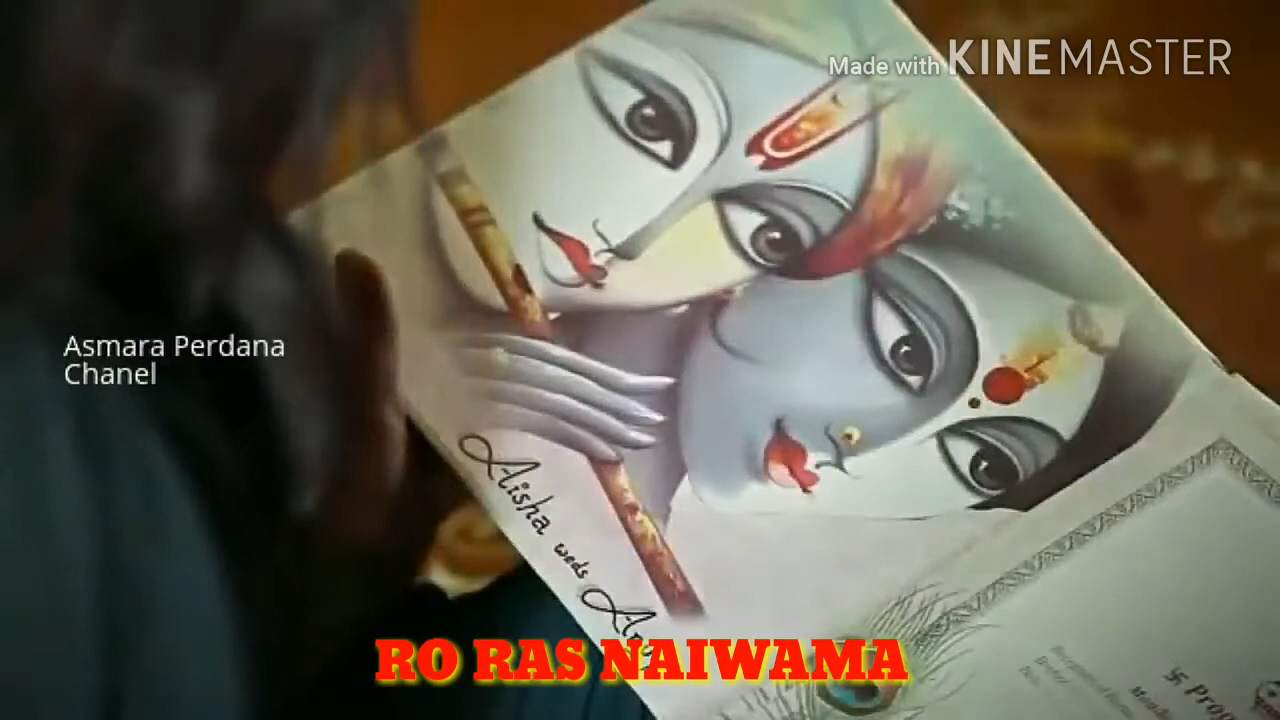 Made with KINEMASTER
Asmara Perdana
Chanel
Aisha
weds
RO RAS NAIWAMA